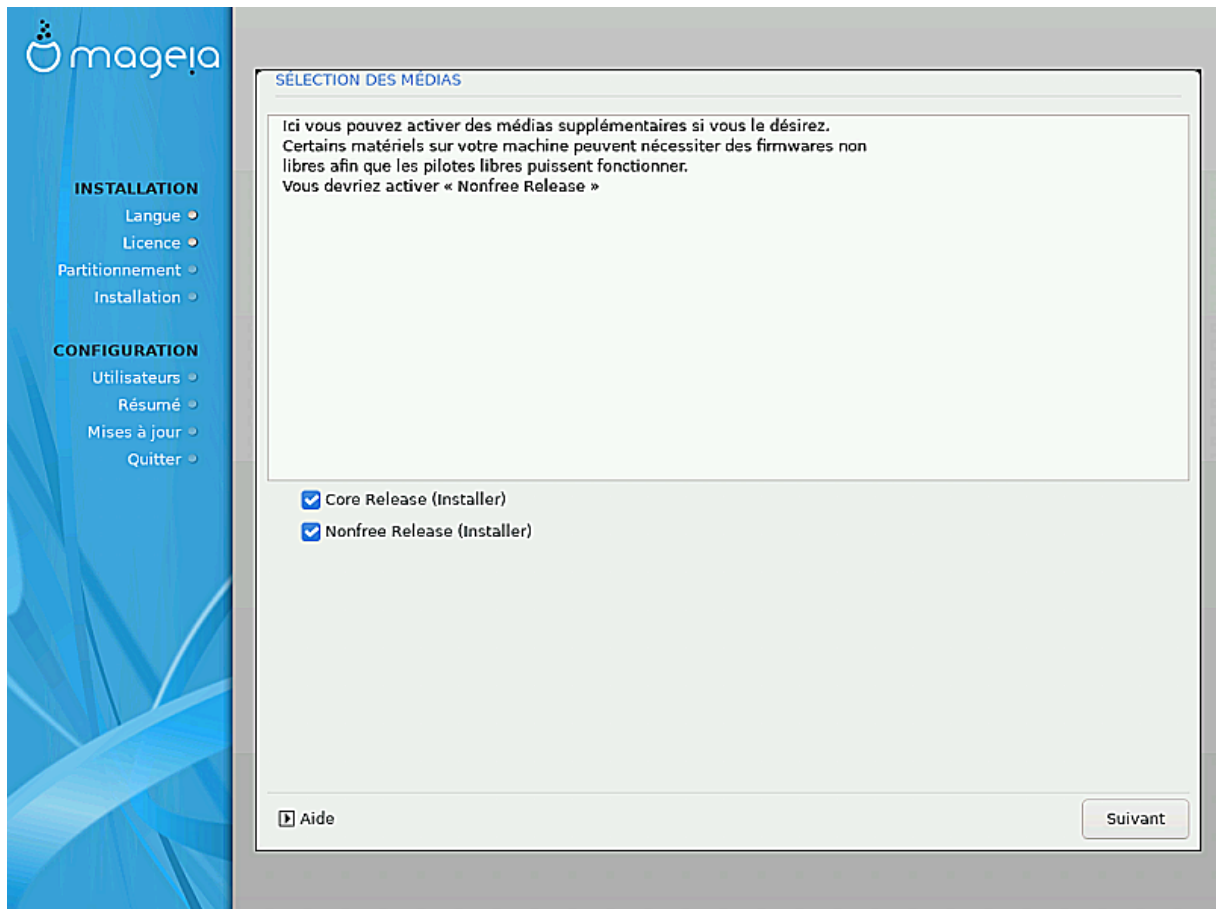 mageia
INSTALLATION
Langue
Licence
Partitionnement
Installation
CONFIGURATION
Utilisateurs
Résumé
Mises à jour
Quitter
SÉLECTION DES MÉDIAS
Ici vous pouvez activer des médias supplémentaires si vous le désirez.
Certains matériels sur votre machine peuvent nécessiter des firmwares non
libres afin que les pilotes libres puissent fonctionner.
Vous devriez activer « Nonfree Release »
Core Release (Installer)
Nonfree Release (Installer)
Aide
Suivant